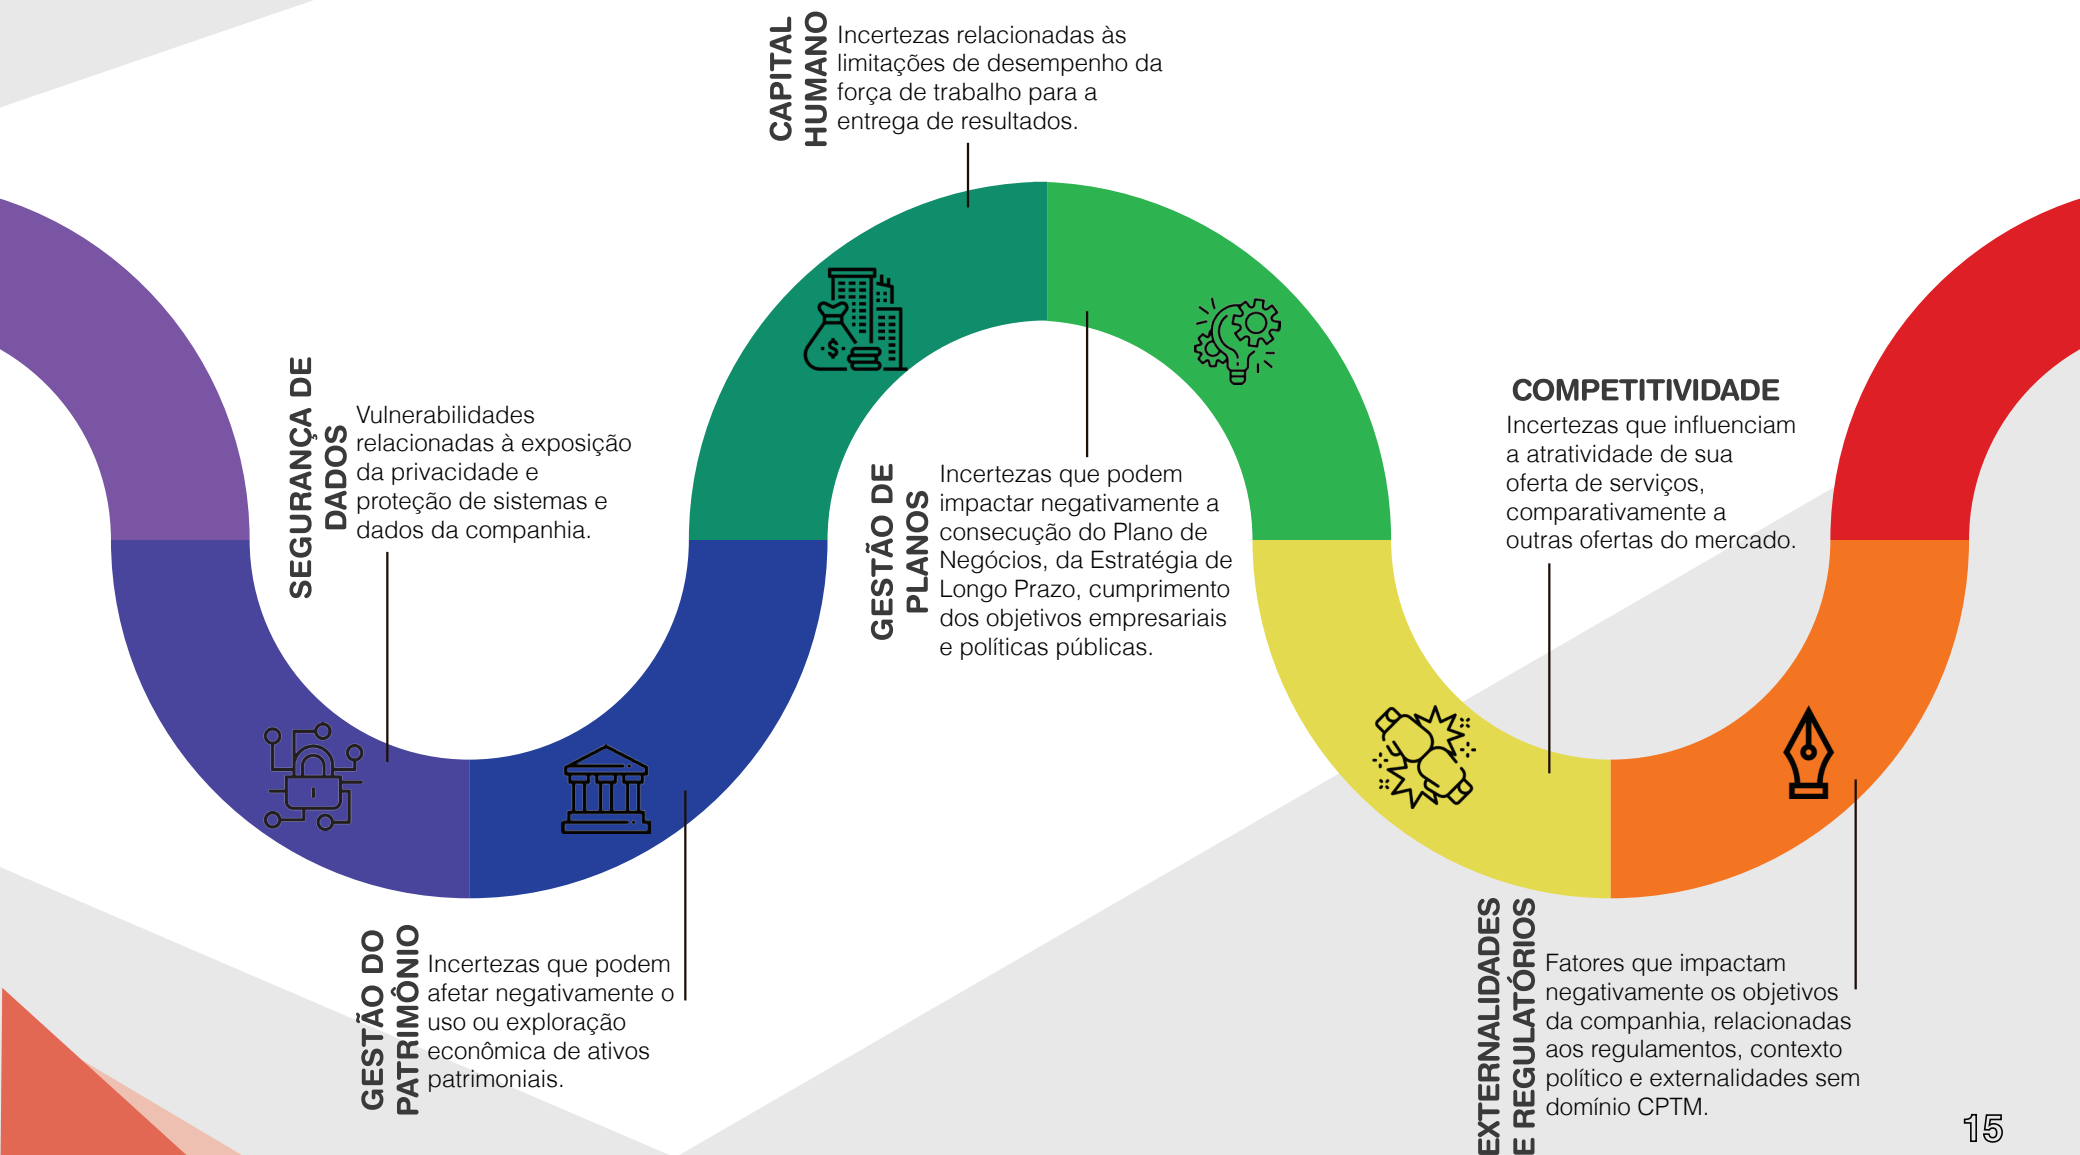 CAPITAL
HUMANO
Incertezas relacionadas às
limitações de desempenho da
força de trabalho para a
entrega de resultados.
SEGURANÇA DE
DADOS
Vulnerabilidades
relacionadas à exposição
da privacidade e
proteção de sistemas e
dados da companhia.
GESTÃO DE
PLANOS
Incertezas que podem
impactar negativamente a
consecução do Plano de
Negócios, da Estratégia de
Longo Prazo, cumprimento
dos objetivos empresariais
e políticas públicas.
COMPETITIVIDADE
Incertezas que influenciam
a atratividade de sua
oferta de serviços,
comparativamente a
outras ofertas do mercado.
GESTÃO DO
PATRIMÔNIO
Incertezas que podem
afetar negativamente o
uso ou exploração
econômica de ativos
patrimoniais.
EXTERNALIDADES
E REGULATÓRIOS
Fatores que impactam
negativamente os objetivos
da companhia, relacionadas
aos regulamentos, contexto
político e externalidades sem
domínio CPTM.
$
15